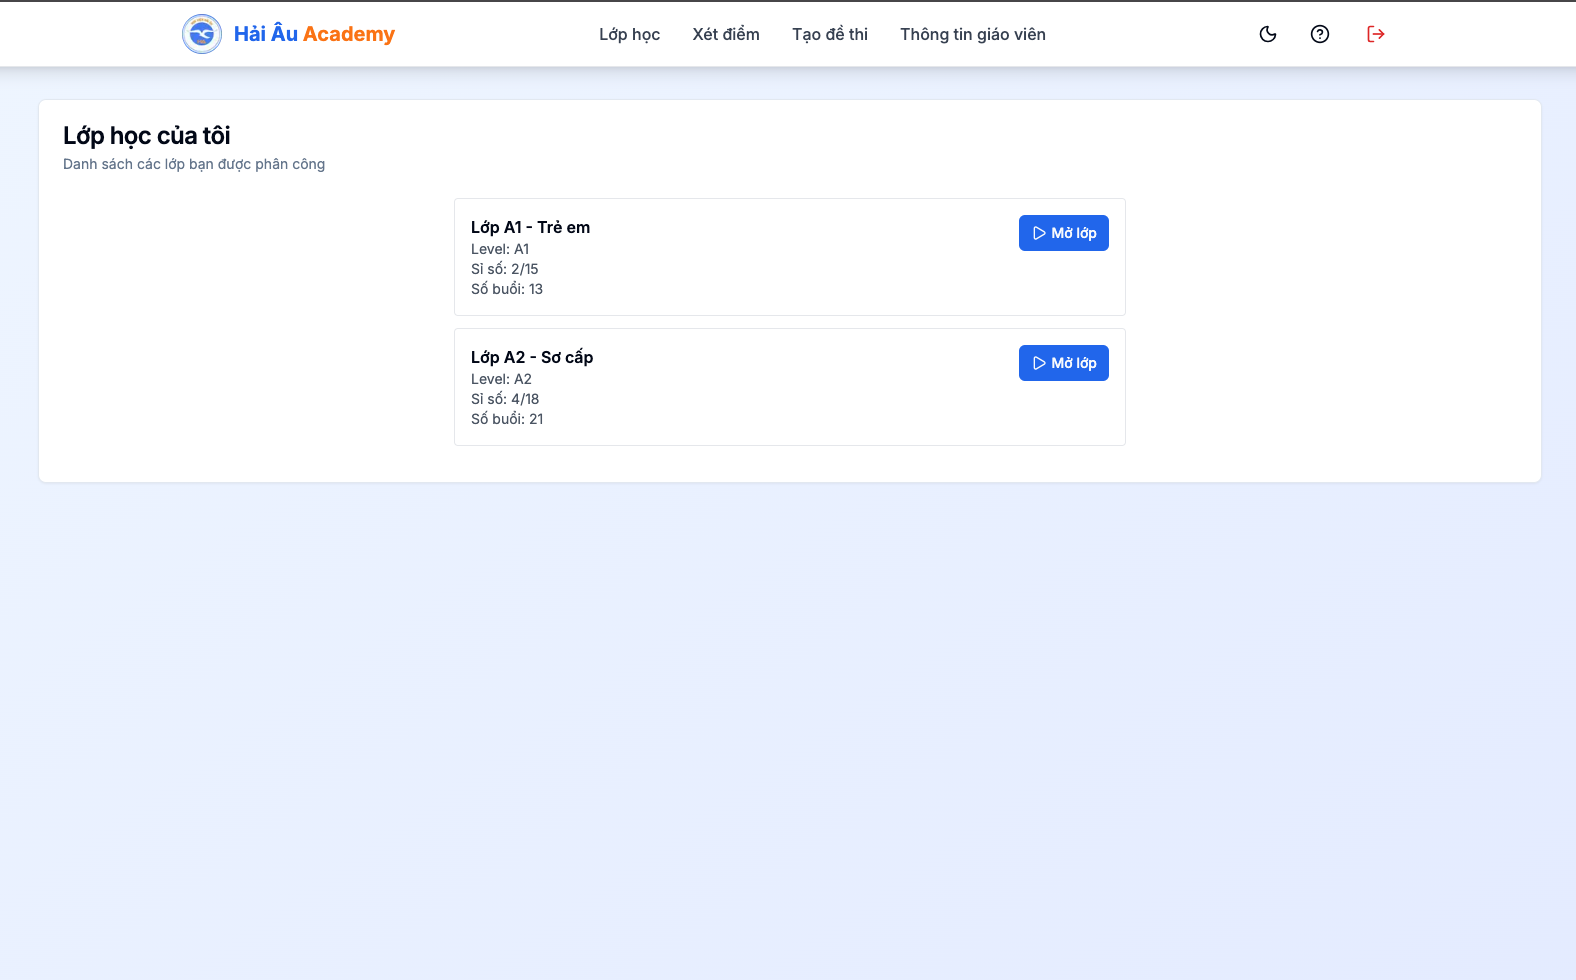 Hải Âu Academy
Lớp học
Xét điểm
Tạo đề thi
Thông tin giáo viên
Lớp học của tôi
Danh sách các lớp bạn được phân công
Lớp A1 - Trẻ em
Mở lớp
Level: A1
Sĩ số: 2/15
Số buổi: 13
Lớp A2 - Sơ cấp
Mở lớp
Level: A2
Sĩ số: 4/18
Số buổi: 21